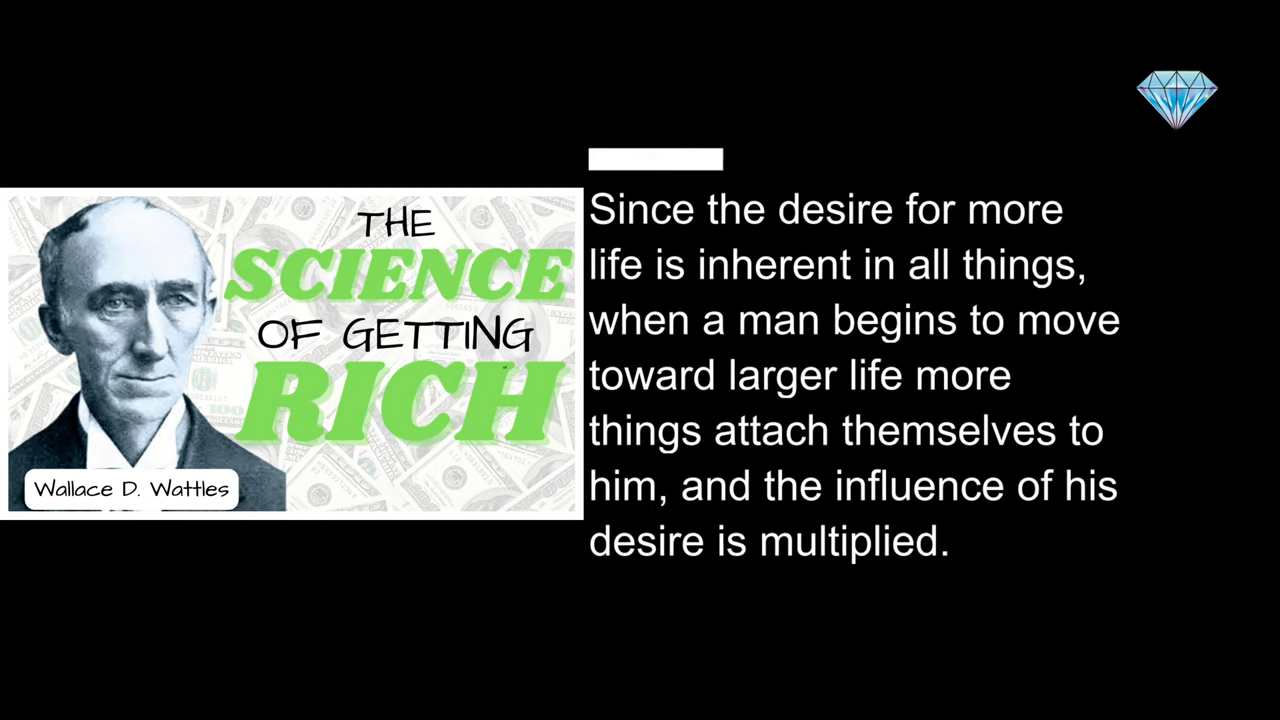 THE
SCIENCE
OF GETTING
RICH
Wallace D. Wattles
Since the desire for more
life is inherent in all things,
when a man begins to move
toward larger life more
things attach themselves to
him, and the influence of his
desire is multiplied.